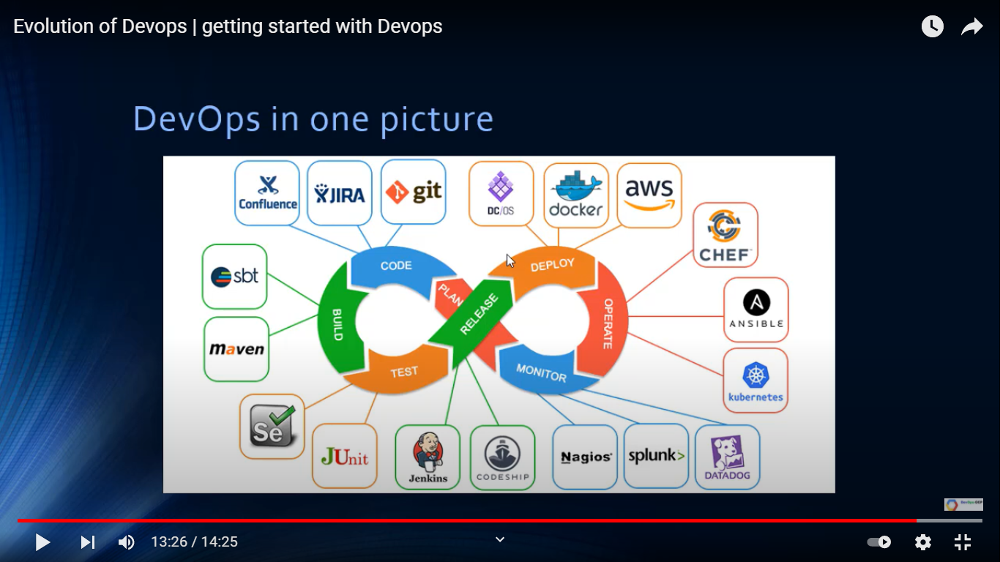 Evolution of Devops | getting started with Devops
DevOps in one picture
Confluence
JIRA
git
DC/OS
docker
aws
CHEF
sbt
CODE
DEPLOY
PLAN
RELEASE
BUILD
OPERATE
ANSIBLE
maven
TEST
MONITOR
kubernetes
Se
JUnit
Jenkins
CODESHIP
Nagios
splunk>
DATADOG
13:26 / 14:25